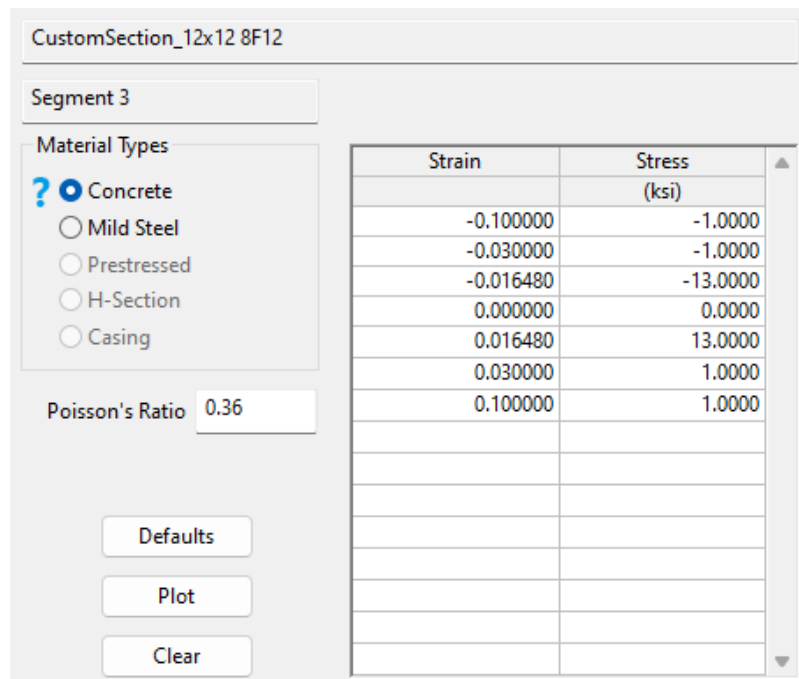 CustomSection_12x12 8F12
Segment 3
Material Types
? Concrete
Mild Steel
Prestressed
H-Section
Casing
Poisson's Ratio 0.36
Defaults
Plot
Clear
Strain Stress
(ksi)
-0.100000 -1.0000
-0.030000 -1.0000
-0.016480 -13.0000
0.000000 0.0000
0.016480 13.0000
0.030000 1.0000
0.100000 1.0000